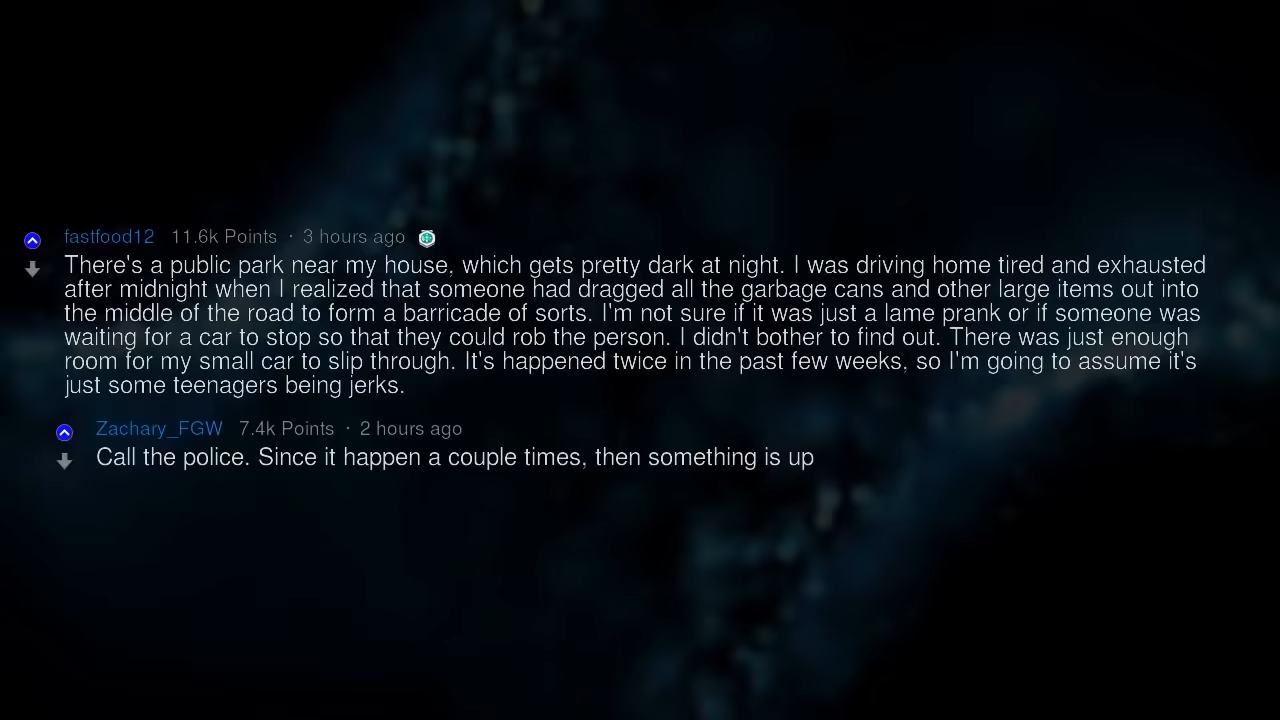 fastfood12 11.6k Points · 3 hours ago
There's a public park near my house, which gets pretty dark at night. I was driving home tired and exhausted
after midnight when I realized that someone had dragged all the garbage cans and other large items out into
the middle of the road to form a barricade of sorts. I'm not sure if it was just a lame prank or if someone was
waiting for a car to stop so that they could rob the person. I didn't bother to find out. There was just enough
room for my small car to slip through. It's happened twice in the past few weeks, so I'm going to assume it's
just some teenagers being jerks.
Zachary_FGW 7.4k Points · 2 hours ago
Call the police. Since it happen a couple times, then something is up